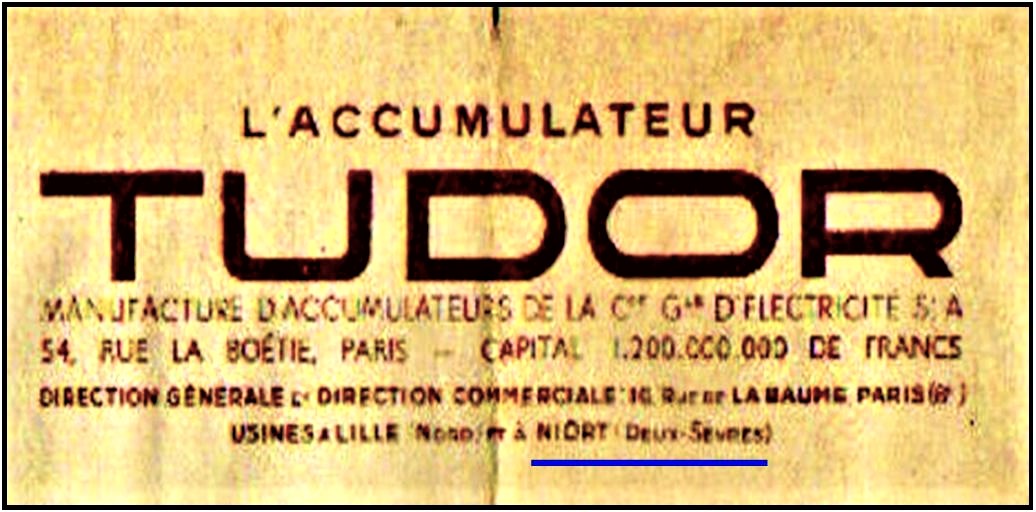 L'ACCUMULATEUR
TUDOR
MANUFACTURE D'ACCUMULATEURS DE LA Cie Gle D'ELECTRICITÉ S.A
54, RUE LA BOÉTIE, PARIS — CAPITAL 1.200.000.000 DE FRANCS
DIRECTION GÉNÉRALE et DIRECTION COMMERCIALE: 16, Rue de LA BAUME, PARIS (8e)
USINES à LILLE (Nord) et à NIORT (Deux-Sèvres)